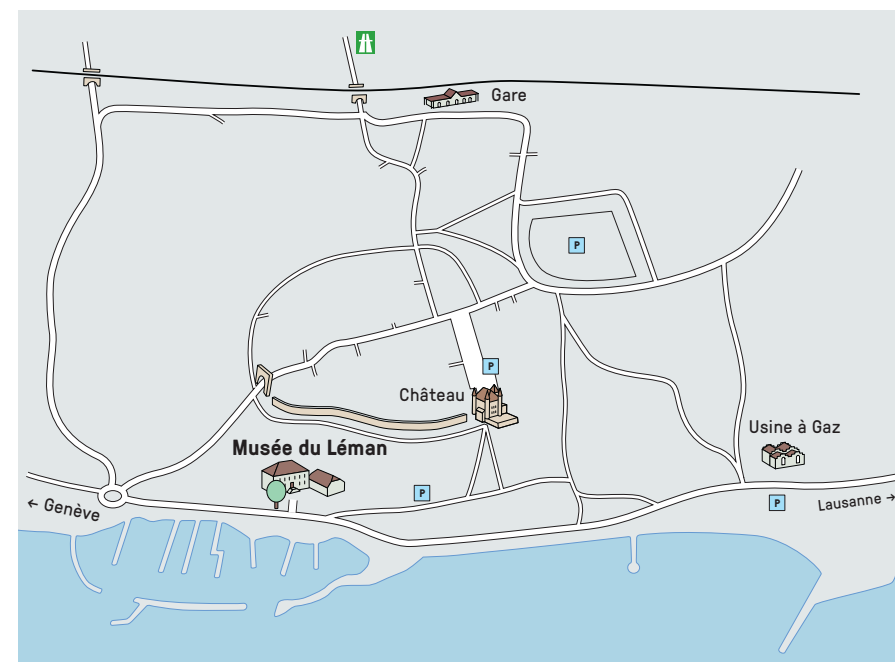 Gare
P
P
Château
Usine à Gaz
Musée du Léman
P
P
← Genève
Lausanne →